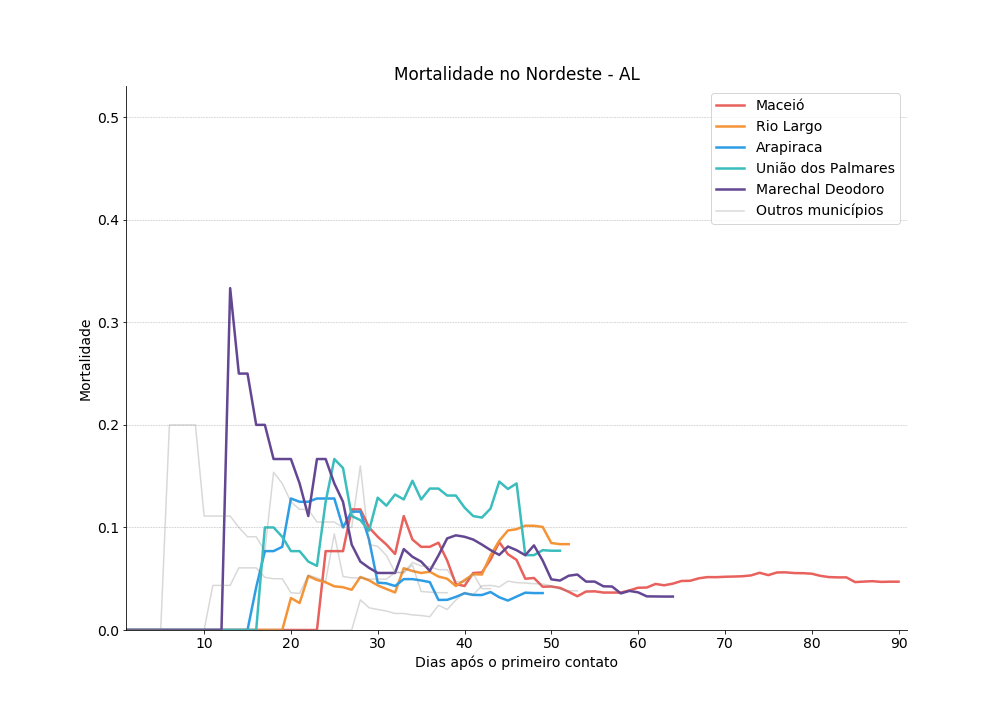 Mortalidade no Nordeste - AL
Maceió
Rio Largo
Arapiraca
União dos Palmares
Marechal Deodoro
Outros municípios
Mortalidade
0.5
0.4
0.3
0.2
0.1
0.0
10 20 30 40 50 60 70 80 90
Dias após o primeiro contato